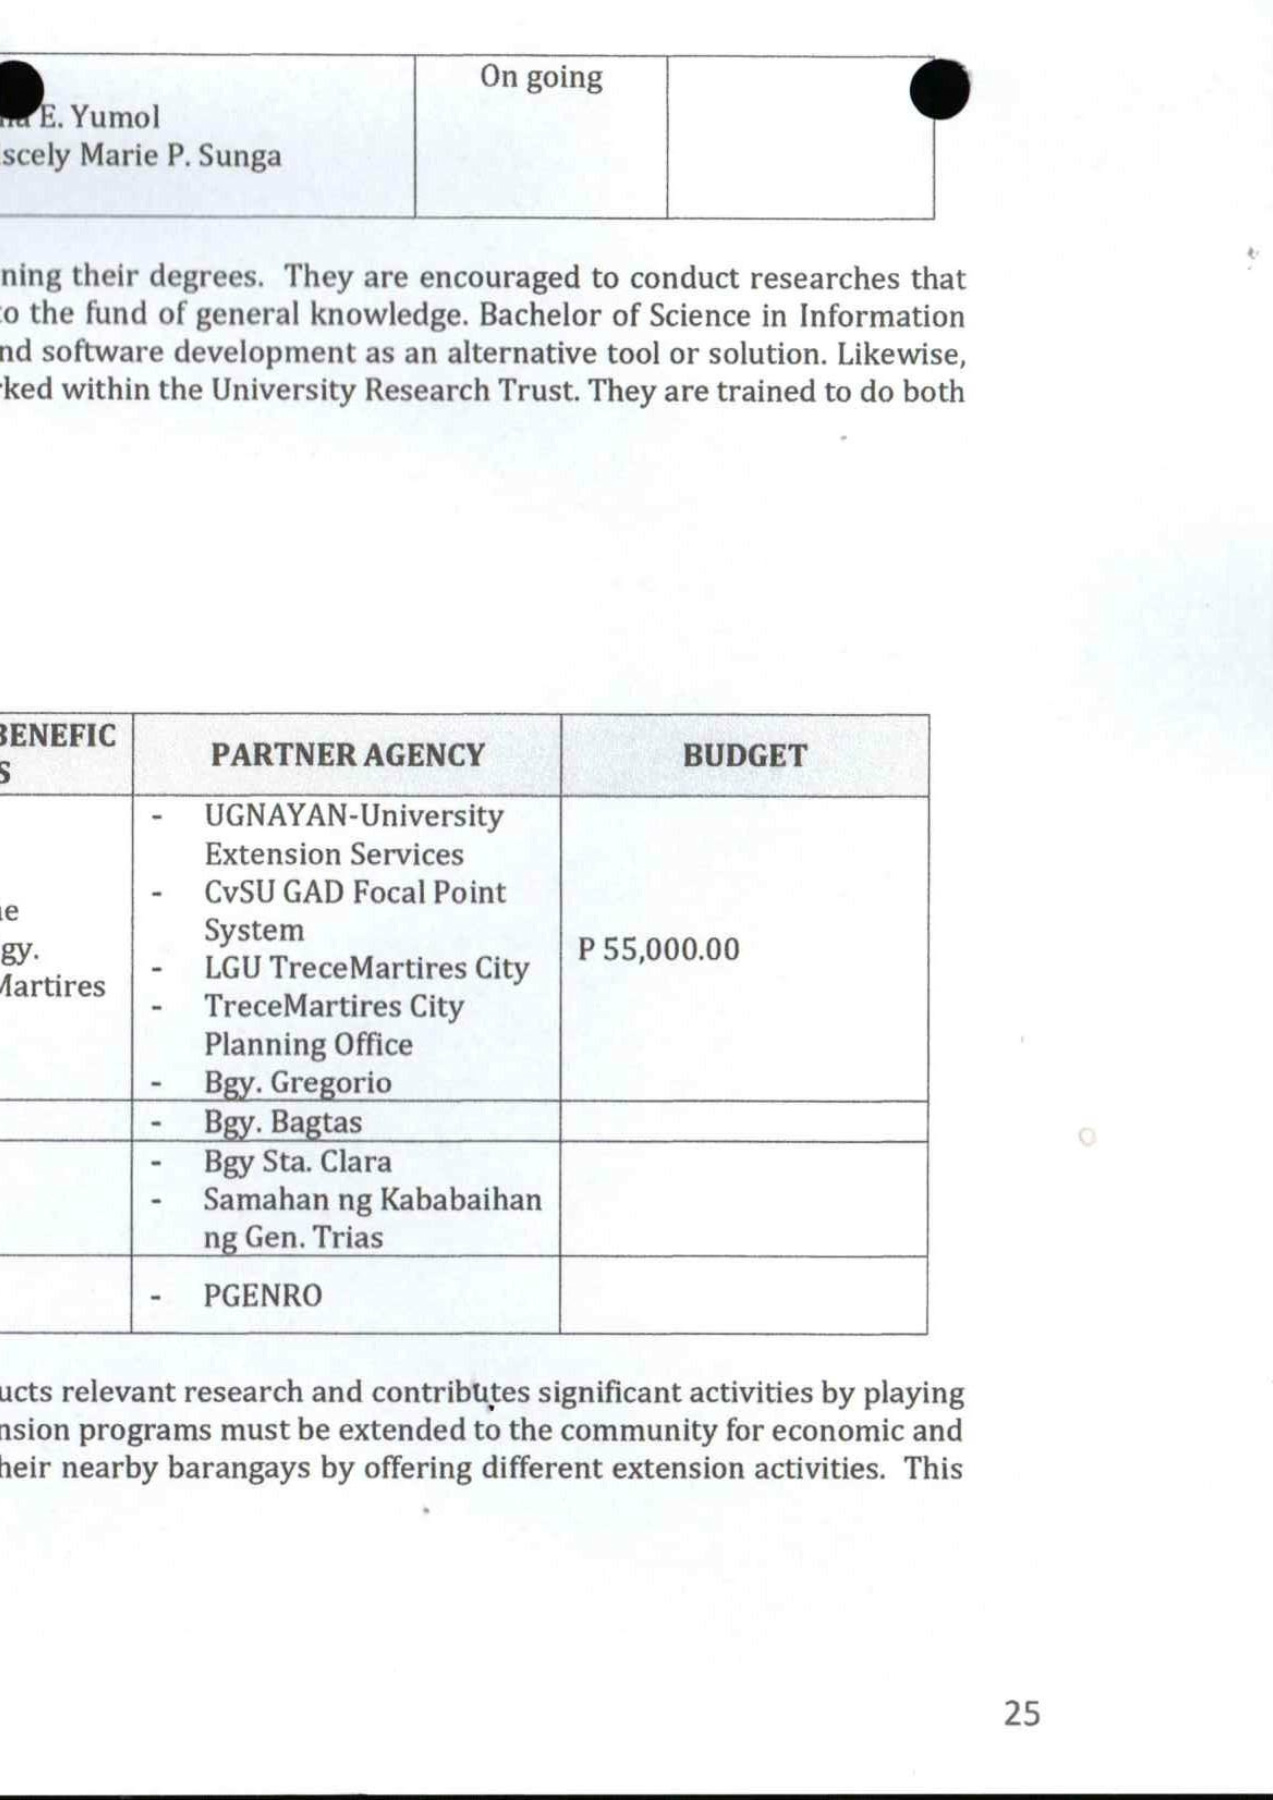 On going
E. Yumol
scely Marie P. Sunga
ning their degrees. They are encouraged to conduct researches that
to the fund of general knowledge. Bachelor of Science in Information
nd software development as an alternative tool or solution. Likewise,
rked within the University Research Trust. They are trained to do both
BENEFIC
S
PARTNER AGENCY
BUDGET
- UGNAYAN-University
Extension Services
- CvSU GAD Focal Point
System
- LGU TreceMartires City
- TreceMartires City
Planning Office
- Bgy. Gregorio
ne
gy.
Martires
P 55,000.00
- Bgy. Bagtas
- Bgy Sta. Clara
- Samahan ng Kababaihan
ng Gen. Trias
- PGENRO
ucts relevant research and contributes significant activities by playing
nsion programs must be extended to the community for economic and
heir nearby barangays by offering different extension activities. This
25